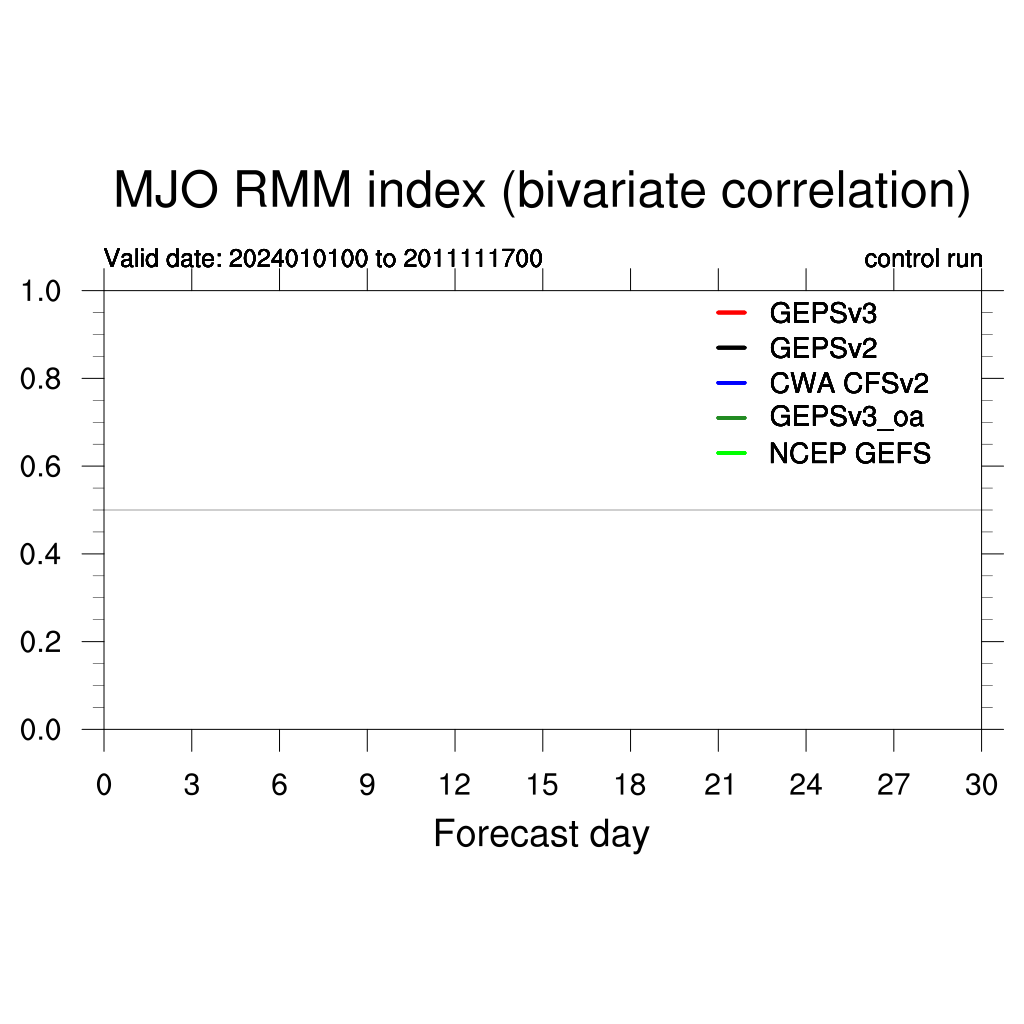 MJO RMM index (bivariate correlation)
Valid date: 2024010100 to 2011111700 control run
1.0
GEPSv3
GEPSv2
0.8
CWA CFSv2
GEPSv3_oa
NCEP GEFS
0.6
0.4
0.2
0.0
0 3 6 9 12 15 18 21 24 27 30
Forecast day